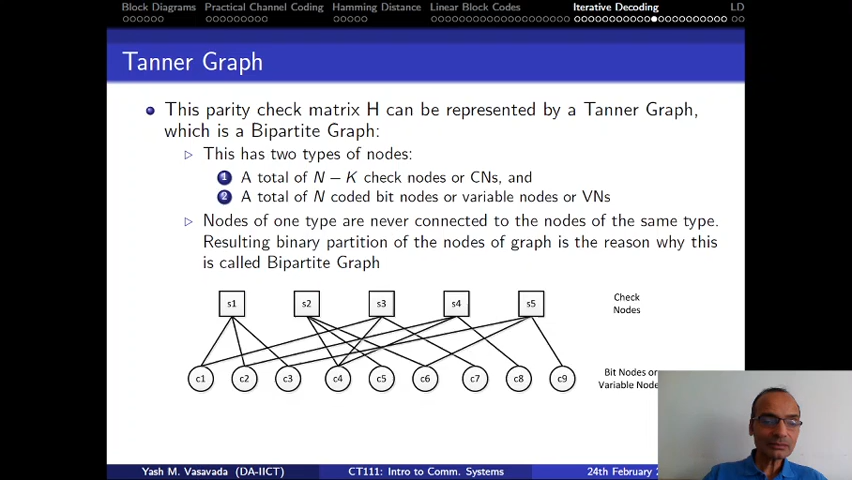 Block Diagrams Practical Channel Coding Hamming Distance Linear Block Codes Iterative Decoding LD
Tanner Graph
This parity check matrix H can be represented by a Tanner Graph,
which is a Bipartite Graph:
This has two types of nodes:
1 A total of N − K check nodes or CNs, and
2 A total of N coded bit nodes or variable nodes or VNs
Nodes of one type are never connected to the nodes of the same type.
Resulting binary partition of the nodes of graph is the reason why this
is called Bipartite Graph
s1 s2 s3 s4 s5
Check
Nodes
c1 c2 c3 c4 c5 c6 c7 c8 c9
Bit Nodes or
Variable Node
Yash M. Vasavada (DA-IICT) CT111: Intro to Comm. Systems 24th February